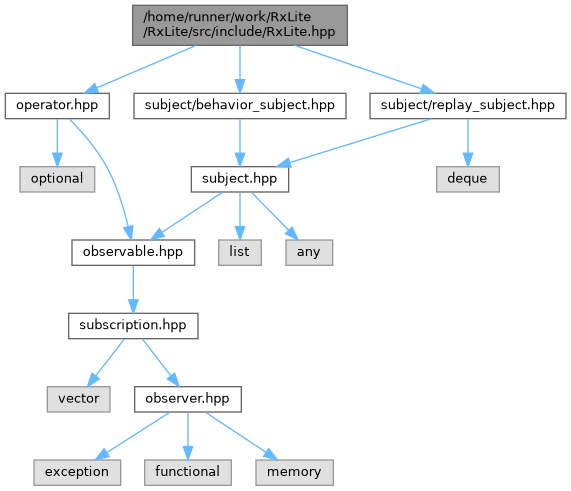 /home/runner/work/RxLite
/RxLite/src/include/RxLite.hpp
operator.hpp
subject/behavior_subject.hpp
subject/replay_subject.hpp
optional
subject.hpp
deque
observable.hpp
list
any
subscription.hpp
vector
observer.hpp
exception
functional
memory